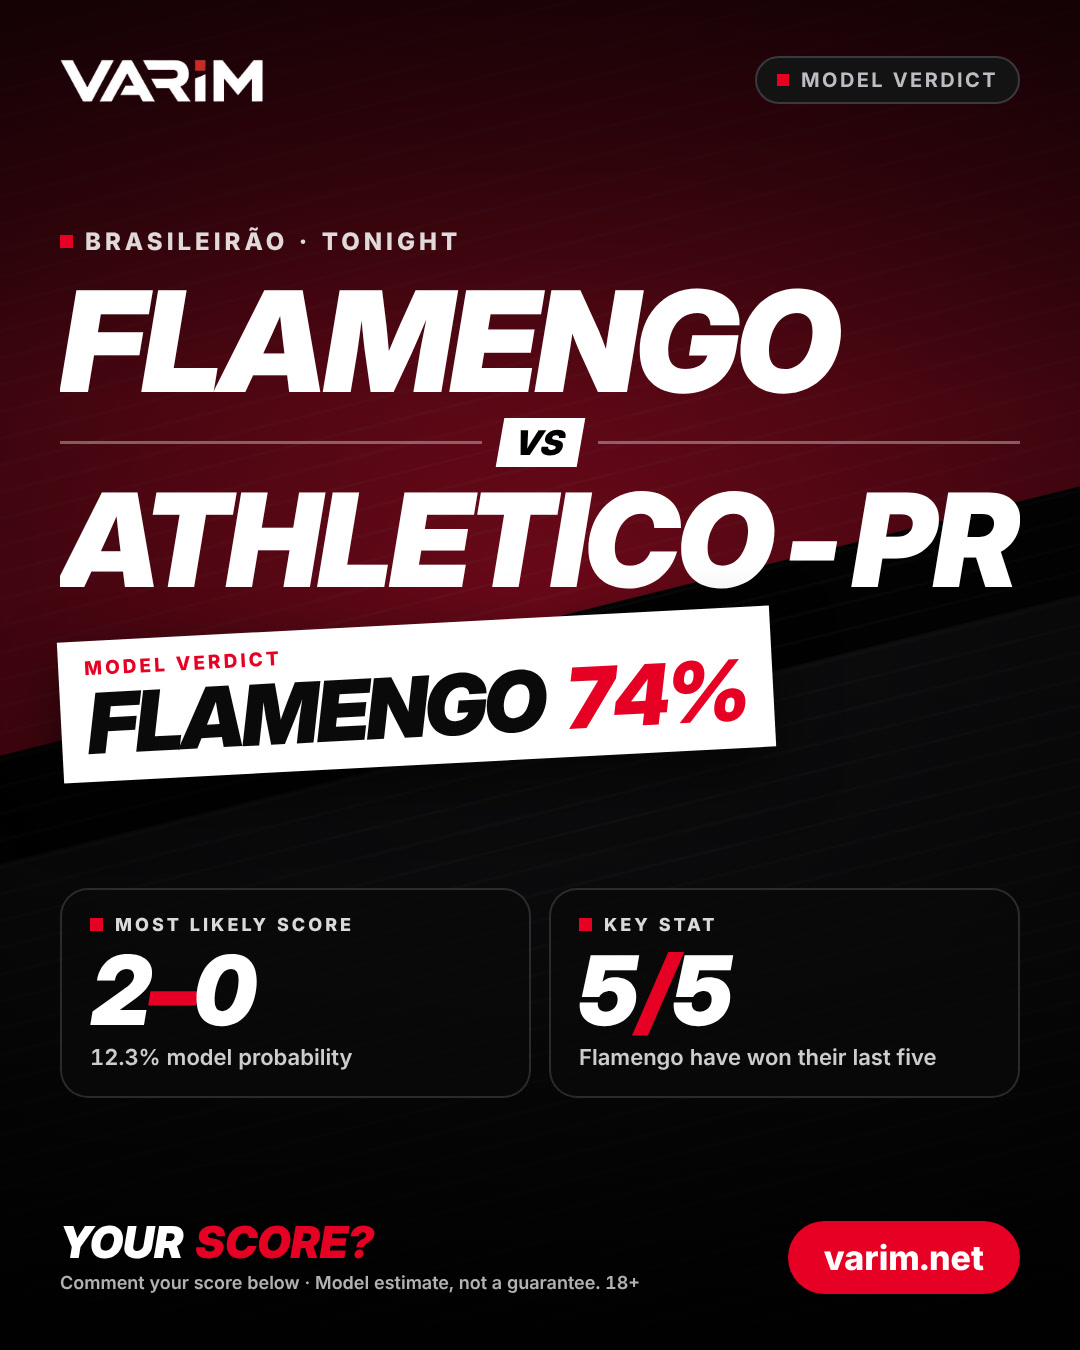 VARiM
MODEL VERDICT
BRASILEIRÃO · TONIGHT
FLAMENGO
VS
ATHLETICO-PR
MODEL VERDICT
FLAMENGO 74%
MOST LIKELY SCORE
2–0
12.3% model probability
KEY STAT
5/5
Flamengo have won their last five
YOUR SCORE?
Comment your score below · Model estimate, not a guarantee. 18+
varim.net